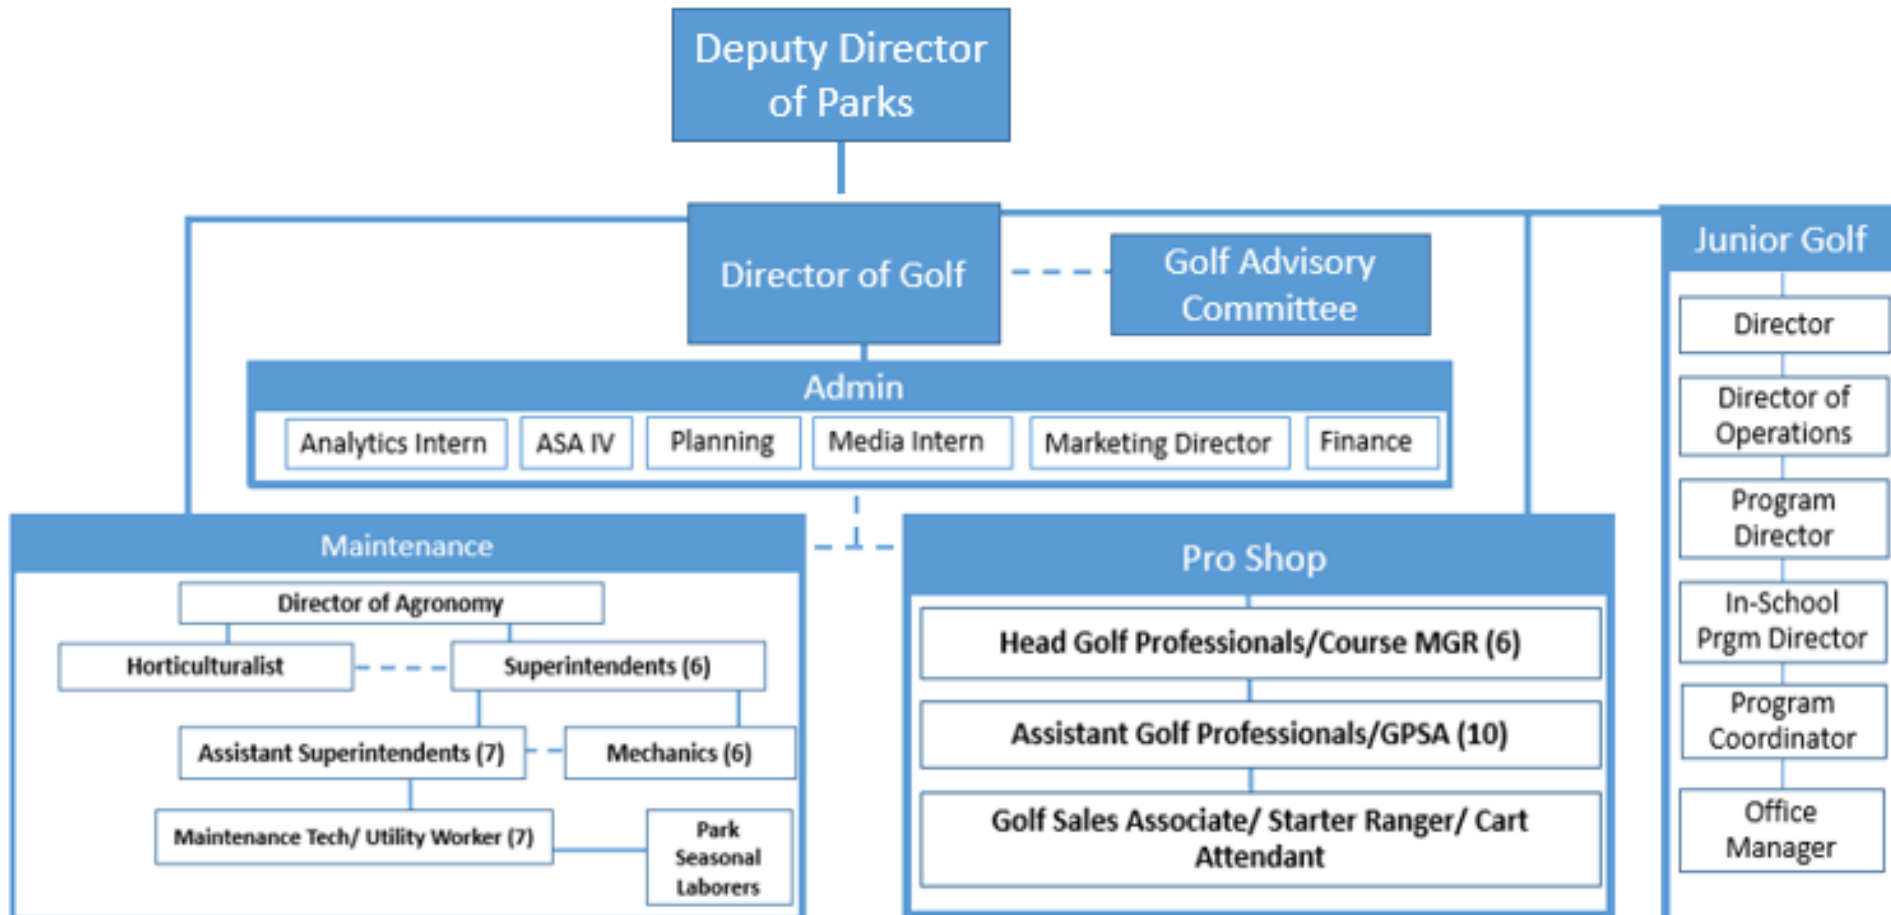 Deputy Director
of Parks
Director of Golf
Golf Advisory
Committee
Admin
Analytics Intern
ASA IV
Planning
Media Intern
Marketing Director
Finance
Maintenance
Director of Agronomy
Horticulturalist
Superintendents (6)
Assistant Superintendents (7)
Mechanics (6)
Maintenance Tech/ Utility Worker (7)
Park
Seasonal
Laborers
Pro Shop
Head Golf Professionals/Course MGR (6)
Assistant Golf Professionals/GPSA (10)
Golf Sales Associate/ Starter Ranger/ Cart
Attendant
Junior Golf
Director
Director of
Operations
Program
Director
In-School
Prgm Director
Program
Coordinator
Office
Manager